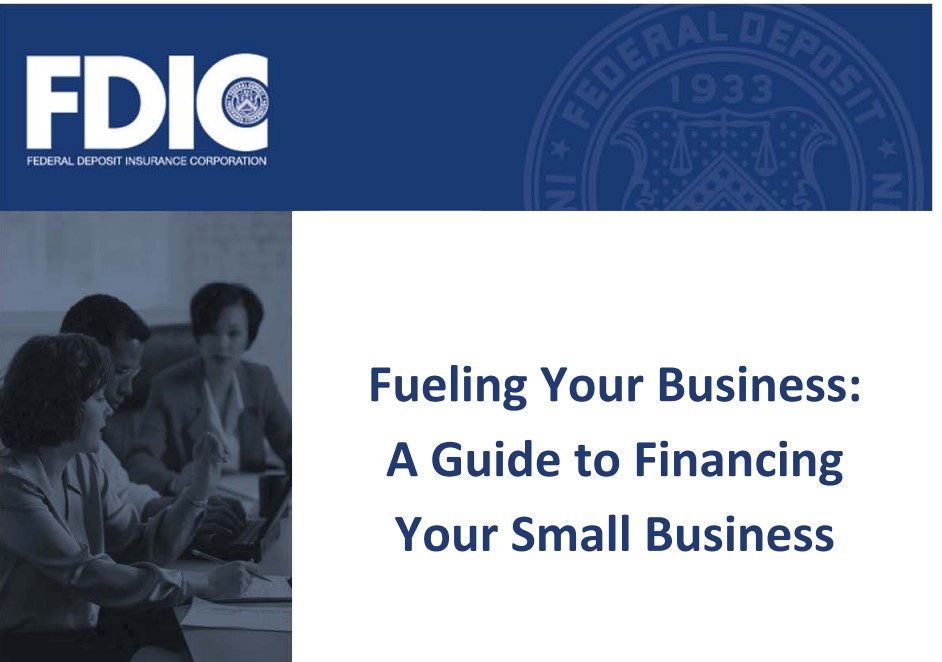 FDIC
FEDERAL DEPOSIT INSURANCE CORPORATION
FEDERAL DEPOSIT
1933
Fueling Your Business:
A Guide to Financing
Your Small Business